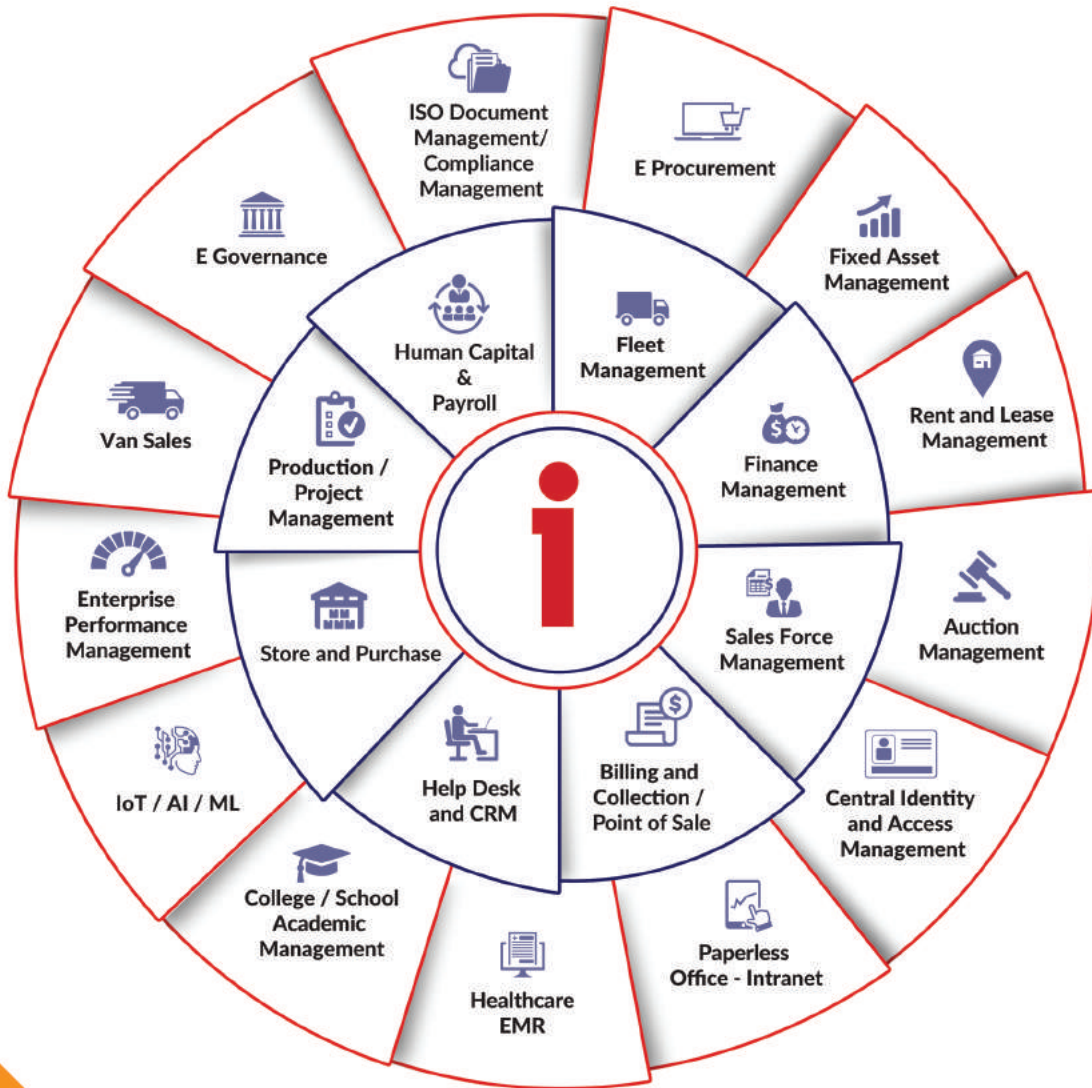 ISO Document
Management/
Compliance
Management
E Procurement
Fixed Asset
Management
Rent and Lease
Management
Auction
Management
Central Identity
and Access
Management
Paperless
Office - Intranet
Healthcare
EMR
College / School
Academic
Management
IoT / AI / ML
Enterprise
Performance
Management
Van Sales
E Governance
Human Capital
&
Payroll
Fleet
Management
Finance
Management
Sales Force
Management
Billing and
Collection /
Point of Sale
Help Desk
and CRM
Store and Purchase
Production /
Project
Management
i